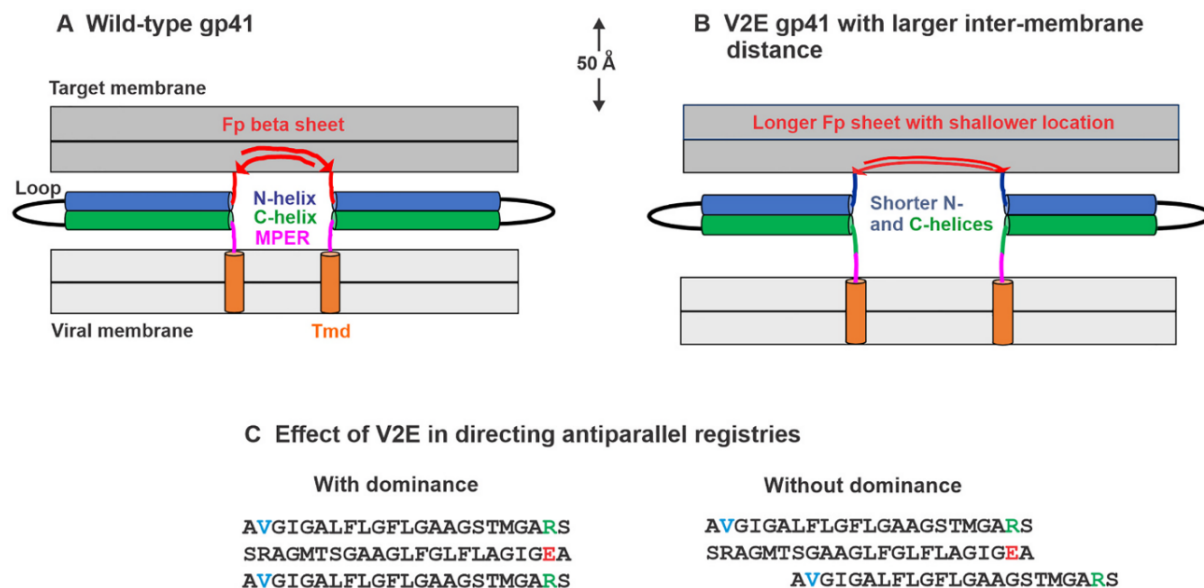 A Wild-type gp41
50 Å
B V2E gp41 with larger inter-membrane
distance
Target membrane
Fp beta sheet
Longer Fp sheet with shallower location
Loop
N-helix
C-helix
MPER
Shorter N-
and C-helices
Viral membrane
Tmd
C Effect of V2E in directing antiparallel registries
With dominance
AVGIGALFLGFLGAAGSTMGARS
SRAGMTSGAAGLFGLFLAGIGEA
AVGIGALFLGFLGAAGSTMGARS
Without dominance
AVGIGALFLGFLGAAGSTMGARS
SRAGMTSGAAGLFGLFLAGIGEA
AVGIGALFLGFLGAAGSTMGARS